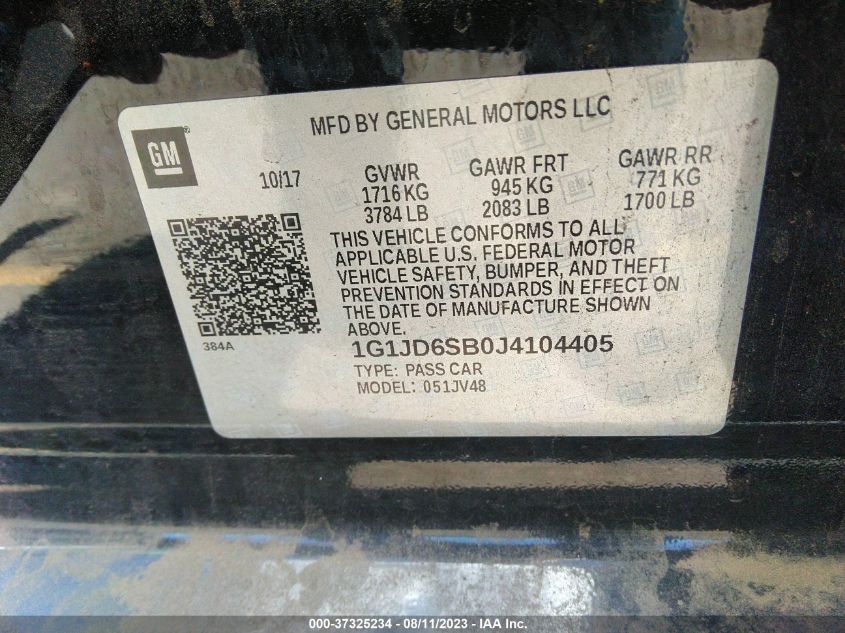 MFD BY GENERAL MOTORS LLC
GM®
10/17
GVWR
1716 KG
3784 LB
GAWR FRT
945 KG
2083 LB
GAWR RR
771 KG
1700 LB
THIS VEHICLE CONFORMS TO ALL
APPLICABLE U.S. FEDERAL MOTOR
VEHICLE SAFETY, BUMPER, AND THEFT
PREVENTION STANDARDS IN EFFECT ON
THE DATE OF MANUFACTURE SHOWN
ABOVE.
384A
1G1JD6SB0J4104405
TYPE: PASS CAR
MODEL: 051JV48
000-37325234 - 08/11/2023 - IAA Inc.